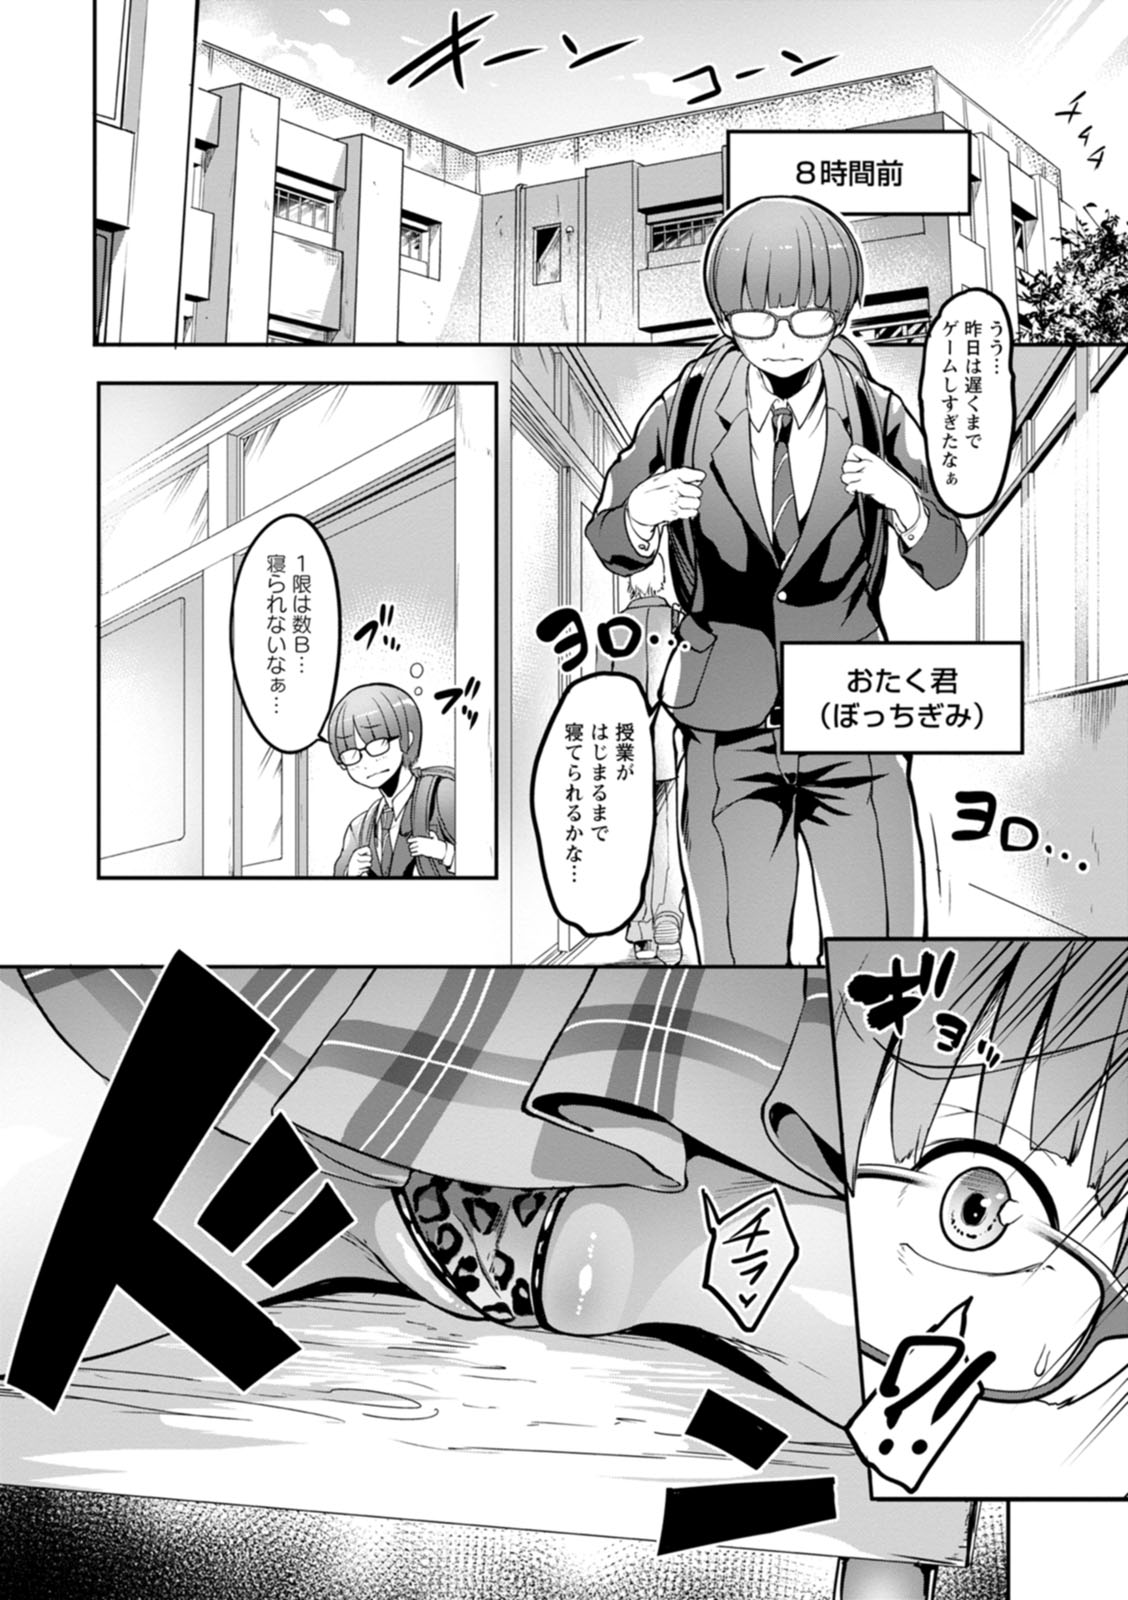 キーン
コーン
８時間前
うう…
昨日は遅くまで
ゲームしすぎたなぁ
おたく君
(ぼっちぎみ)
ヨロ…
ヨロ…
授業が
はじまるまで
寝てられるかな…
１限は数Ｂ…
寝られないなぁ…
ブツ…
ブツ…
ギョッ
?!
チラ♥
ドーン